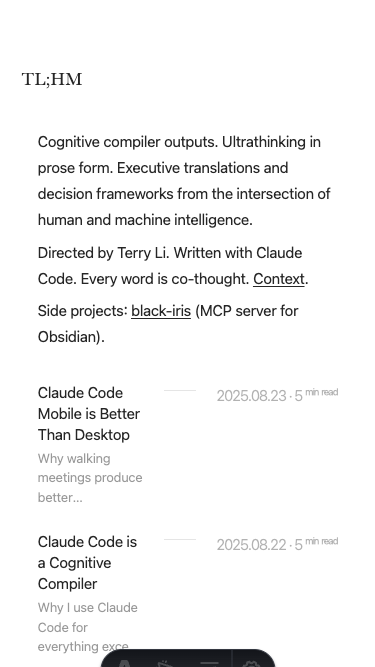 TL;HM
Cognitive compiler outputs. Ultrathinking in
prose form. Executive translations and
decision frameworks from the intersection of
human and machine intelligence.
Directed by Terry Li. Written with Claude
Code. Every word is co-thought. Context.
Side projects: black-iris (MCP server for
Obsidian).
Claude Code
Mobile is Better
Than Desktop
2025.08.23 · 5 min read
Why walking
meetings produce
better...
Claude Code is
a Cognitive
Compiler
2025.08.22 · 5 min read
Why I use Claude
Code for
everything exce